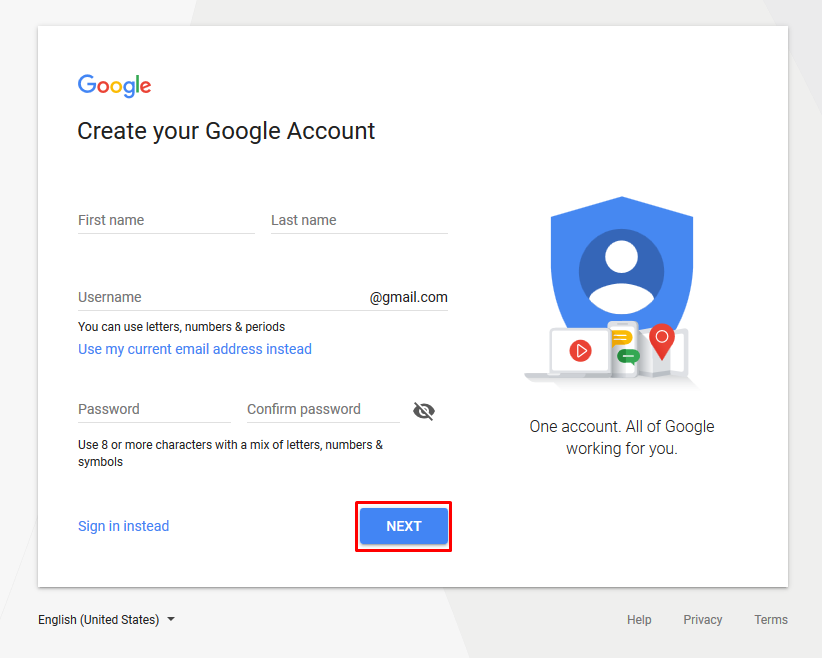 Google
Create your Google Account
First name Last name
Username @gmail.com
You can use letters, numbers & periods
Use my current email address instead
Password Confirm password
Use 8 or more characters with a mix of letters, numbers &
symbols
One account. All of Google
working for you.
Sign in instead NEXT
English (United States) Help Privacy Terms